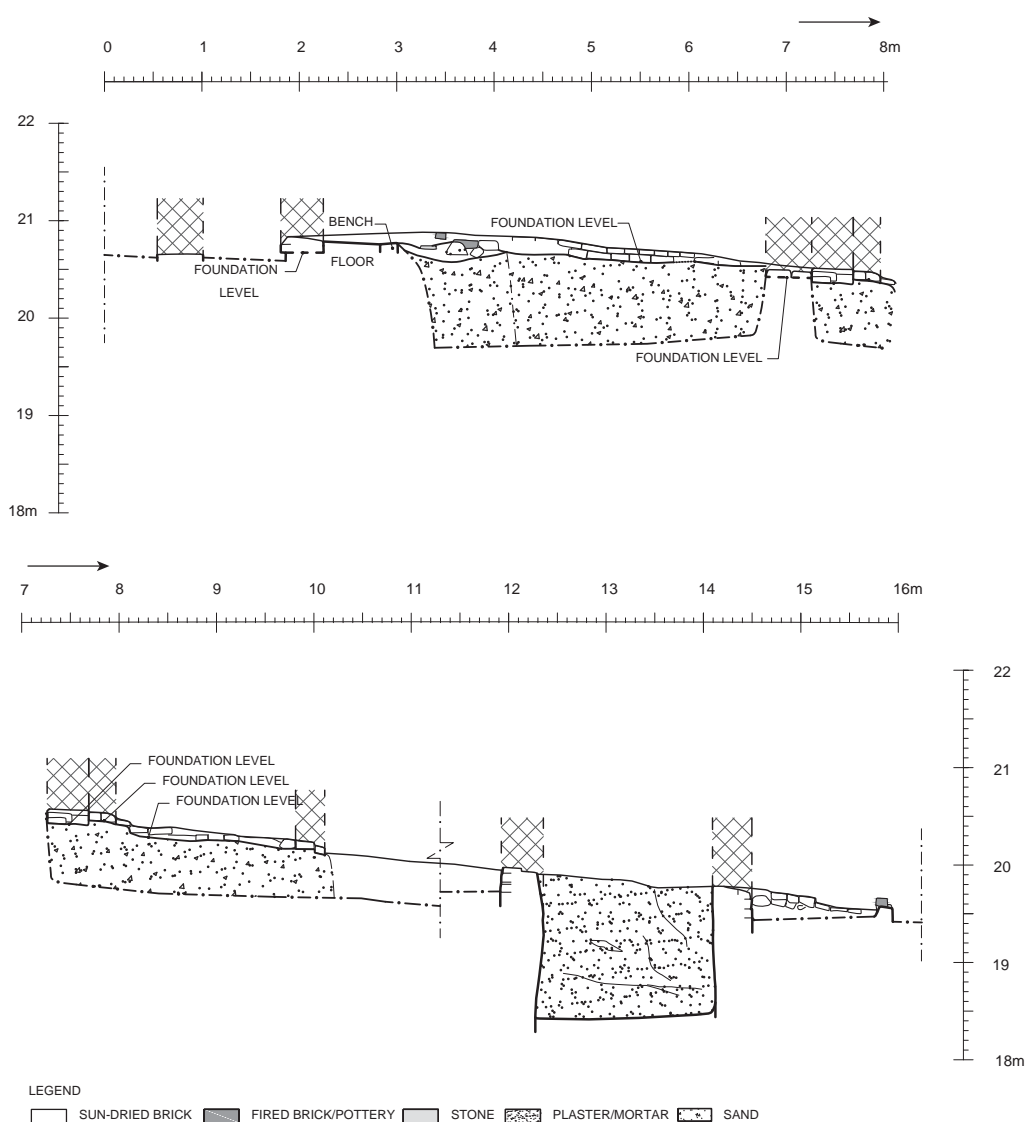 0 1 2 3 4 5 6 7 8m
22
21
BENCH
FOUNDATION LEVEL
FOUNDATION FLOOR
LEVEL
20
FOUNDATION LEVEL
19
18m
7 8 9 10 11 12 13 14 15 16m
22
FOUNDATION LEVEL
21
FOUNDATION LEVEL
FOUNDATION LEVEL
20
19
18m
LEGEND
SUN-DRIED BRICK FIRED BRICK/POTTERY STONE PLASTER/MORTAR SAND